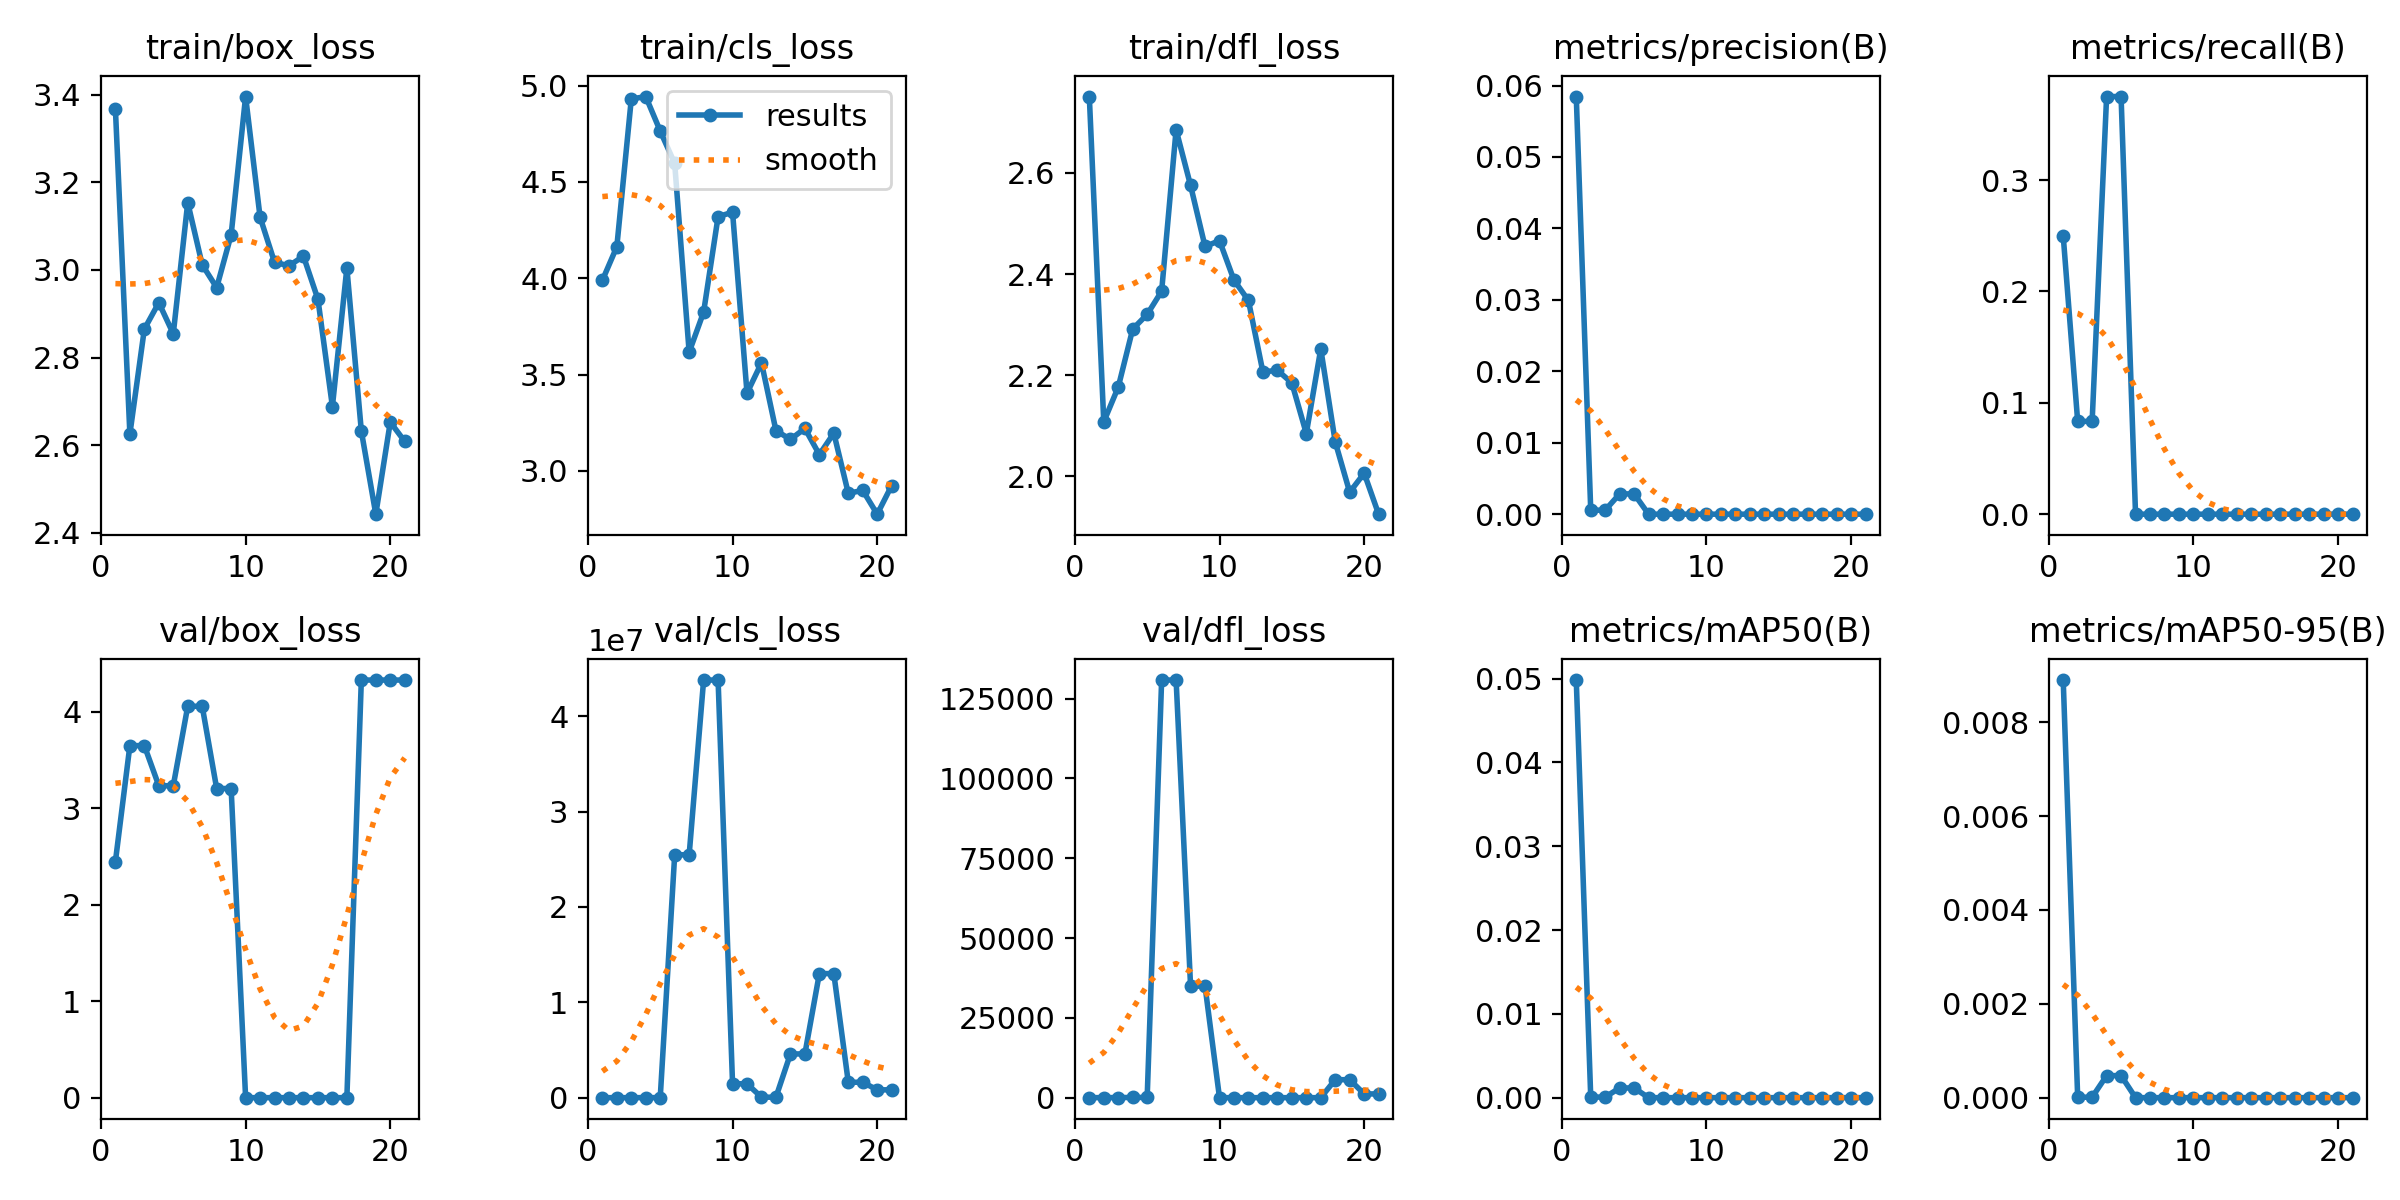 train/box_loss
3.4
3.2
3.0
2.8
2.6
2.4
0 10 20
train/cls_loss
results
smooth
5.0
4.5
4.0
3.5
3.0
0 10 20
train/dfl_loss
2.6
2.4
2.2
2.0
0 10 20
metrics/precision(B)
0.06
0.05
0.04
0.03
0.02
0.01
0.00
0 10 20
metrics/recall(B)
0.3
0.2
0.1
0.0
0 10 20
val/box_loss
4
3
2
1
0
0 10 20
1e7 val/cls_loss
4
3
2
1
0
0 10 20
val/dfl_loss
125000
100000
75000
50000
25000
0
0 10 20
metrics/mAP50(B)
0.05
0.04
0.03
0.02
0.01
0.00
0 10 20
metrics/mAP50-95(B)
0.008
0.006
0.004
0.002
0.000
0 10 20